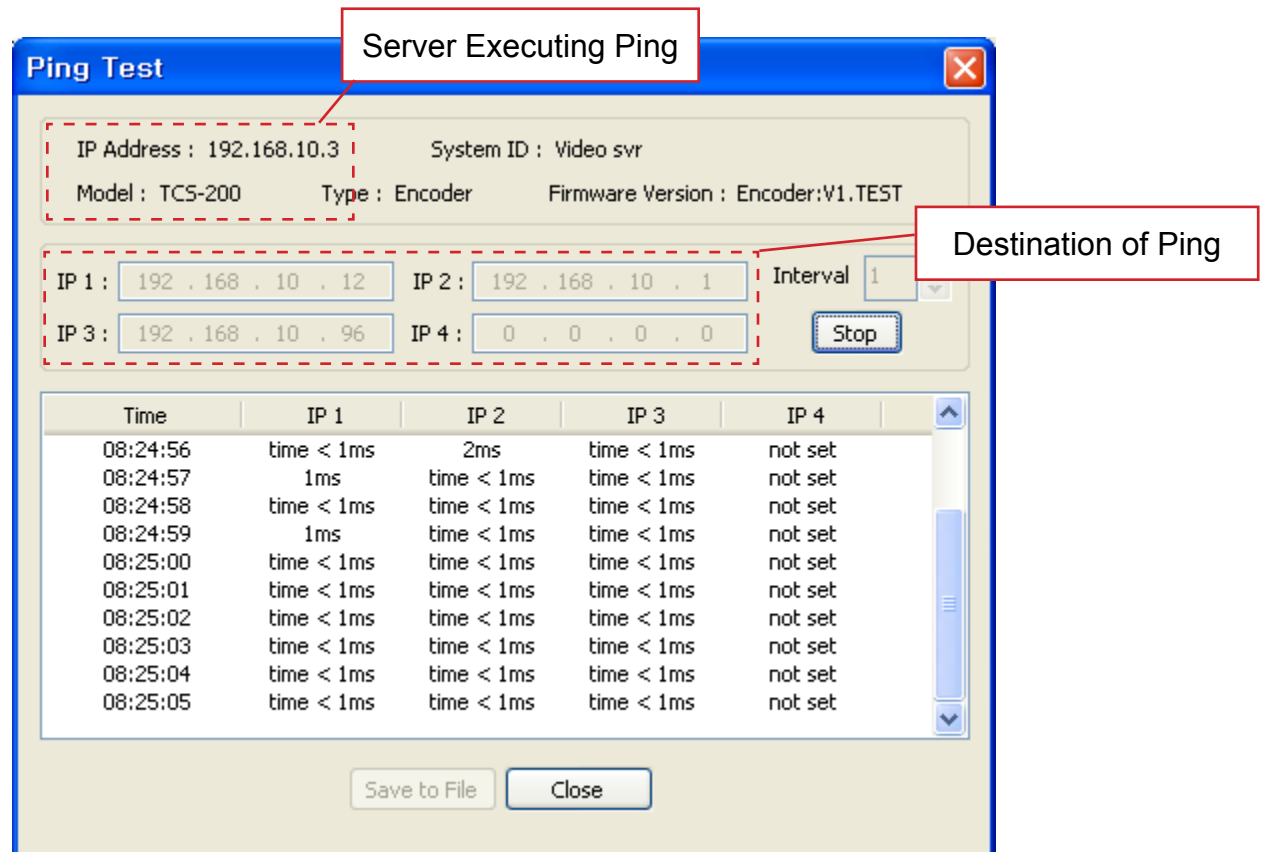 Server Executing Ping
Ping Test
IP Address : 192.168.10.3 System ID : Video svr
Model : TCS-200 Type : Encoder Firmware Version : Encoder:V1.TEST
Destination of Ping
IP 1 : 192 . 168 . 10 . 12 IP 2 : 192 . 168 . 10 . 1 Interval 1
IP 3 : 192 . 168 . 10 . 96 IP 4 : 0 . 0 . 0 . 0 Stop
Time IP 1 IP 2 IP 3 IP 4
08:24:56 time < 1ms 2ms time < 1ms not set
08:24:57 1ms time < 1ms time < 1ms not set
08:24:58 time < 1ms time < 1ms time < 1ms not set
08:24:59 1ms time < 1ms time < 1ms not set
08:25:00 time < 1ms time < 1ms time < 1ms not set
08:25:01 time < 1ms time < 1ms time < 1ms not set
08:25:02 time < 1ms time < 1ms time < 1ms not set
08:25:03 time < 1ms time < 1ms time < 1ms not set
08:25:04 time < 1ms time < 1ms time < 1ms not set
08:25:05 time < 1ms time < 1ms time < 1ms not set
Save to File Close